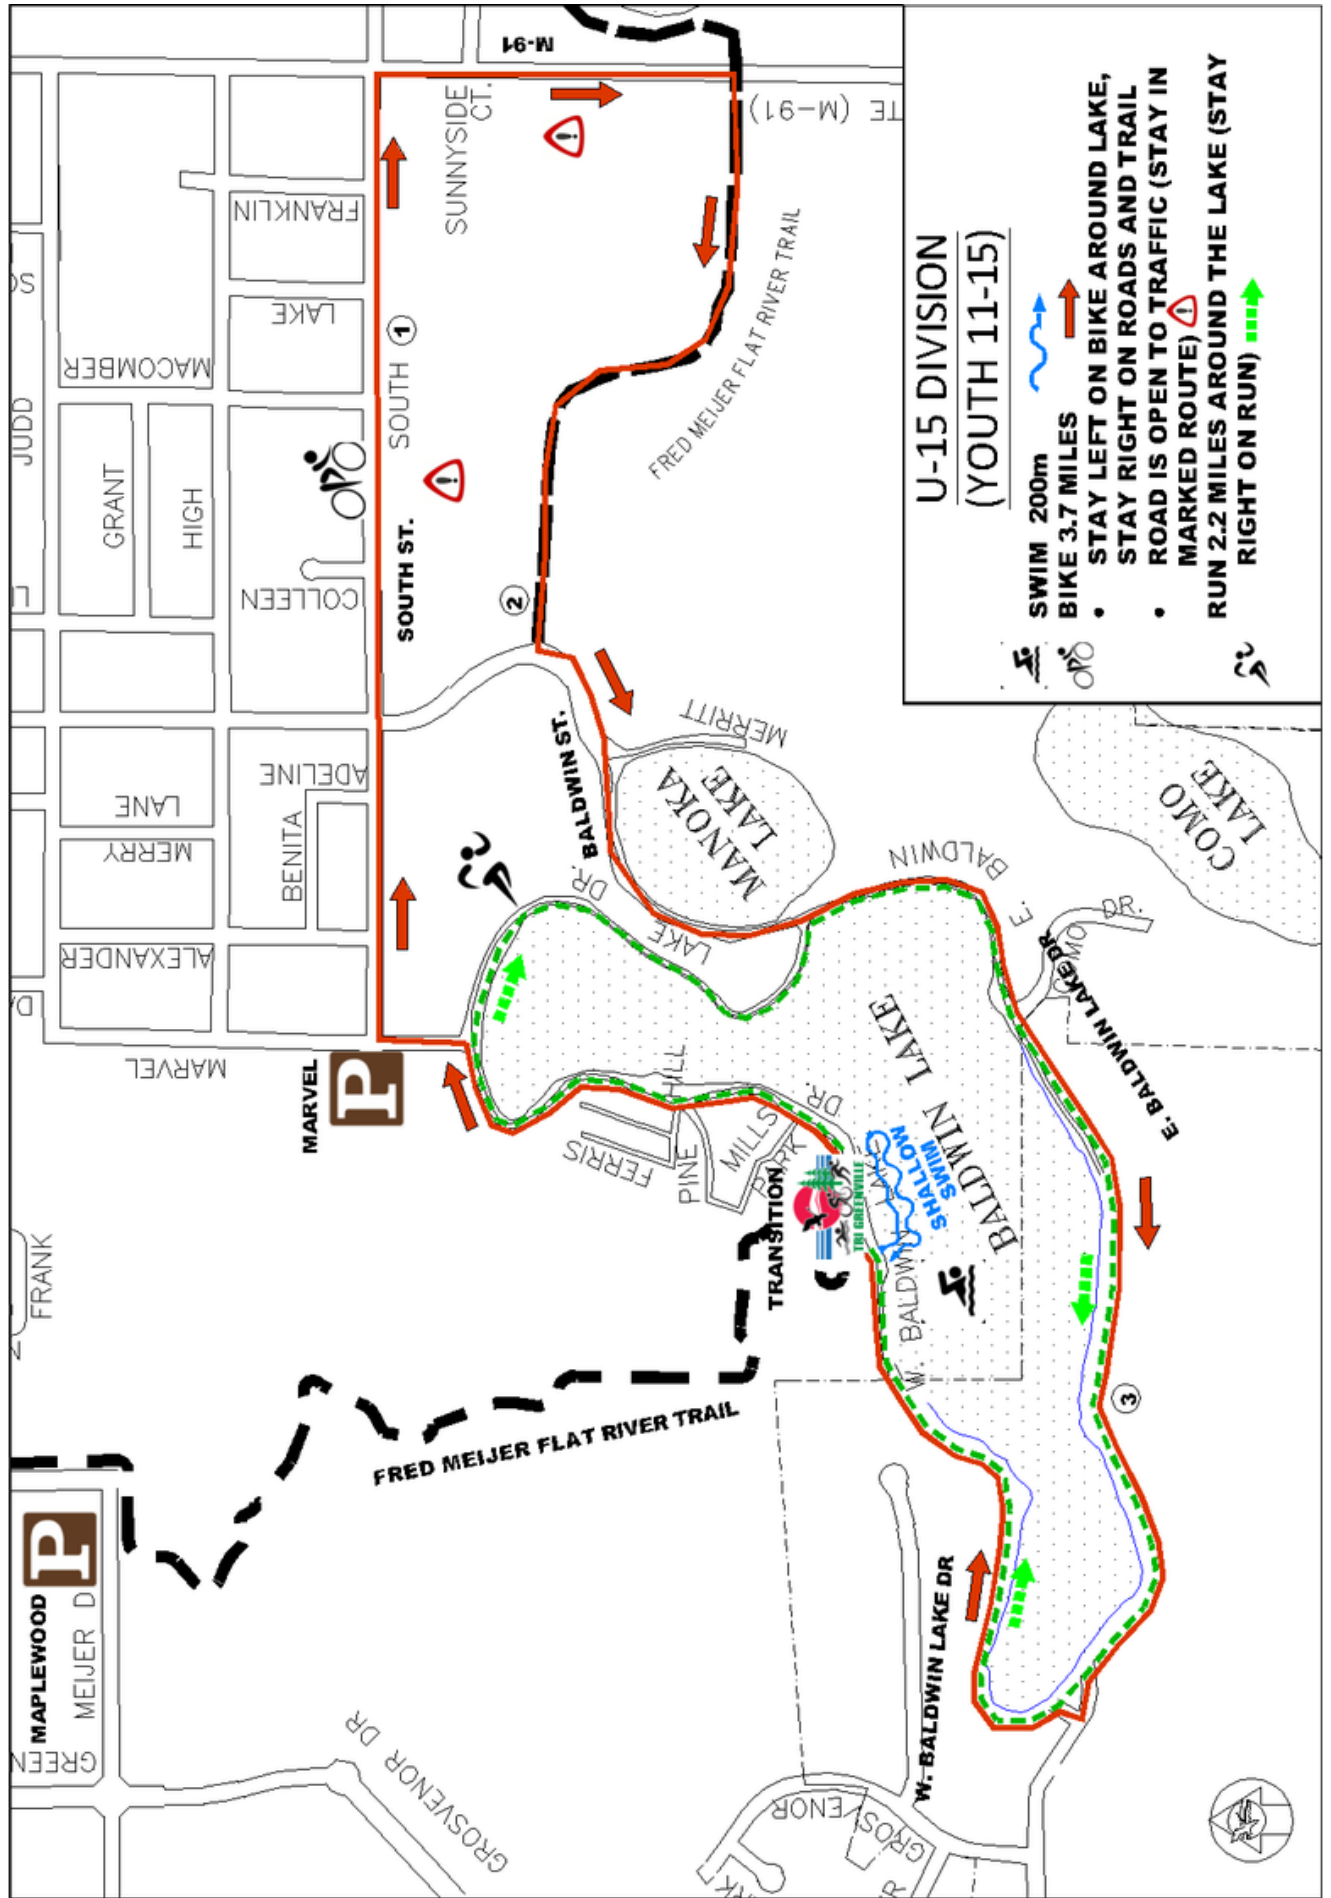 U-15 DIVISION
(YOUTH 11-15)
SWIM 200m
BIKE 3.7 MILES
• STAY LEFT ON BIKE AROUND LAKE,
STAY RIGHT ON ROADS AND TRAIL
• ROAD IS OPEN TO TRAFFIC (STAY IN
MARKED ROUTE)
RUN 2.2 MILES AROUND THE LAKE (STAY
RIGHT ON RUN)
MAPLEWOOD
P
MEIJER D
GREEN
FRANK
GROSVENOR DR
GROSVENOR
FRED MEIJER FLAT RIVER TRAIL
MARVEL
P
MARVEL
ALEXANDER
MERRY
LANE
BENITA
ADELINE
COLLEEN
HIGH
GRANT
MACOMBER
JUDD
LAKE
FRANKLIN
SOUTH ST.
SOUTH
1
2
3
SUNNYSIDE
CT.
M-91
TE (M-91)
FRED MEIJER FLAT RIVER TRAIL
BALDWIN ST.
MERRITT
MANOKA
LAKE
LAKE
DR.
FERRIS
PINE
HILL
MILLS
PARK
DR.
TRANSITION
TRI GREENVILLE
SHALLOW
SWIM
W. BALDWIN
LAKE
BALDWIN LAKE
E. BALDWIN
COMO
LAKE
COMO DR.
E. BALDWIN LAKE DR
W. BALDWIN LAKE DR